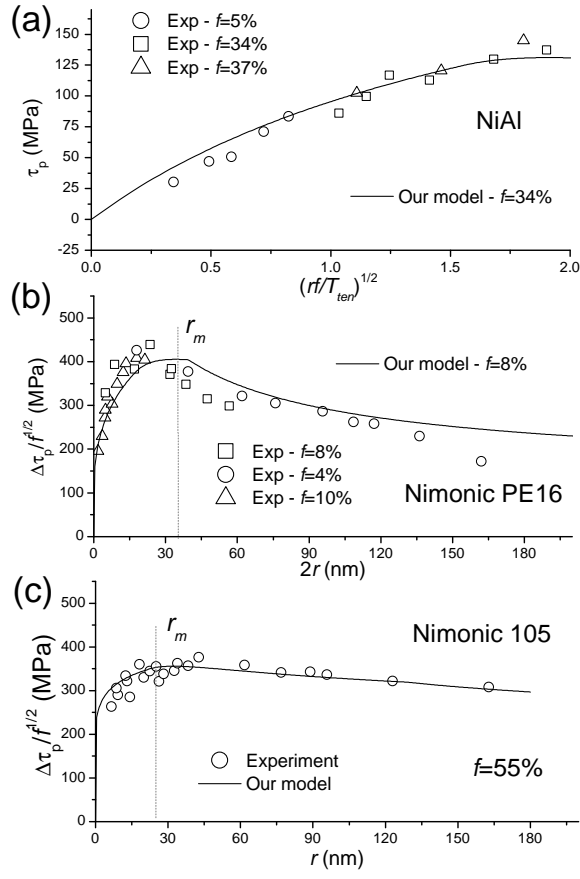 (a)
Exp - f=5%
Exp - f=34%
Exp - f=37%
150
125
100
75
50
25
0
-25
τp (MPa)
NiAl
Our model - f=34%
0.0 0.5 1.0 1.5 2.0
(rf/Tten)1/2
(b)
rm
500
400
300
200
100
0
Δτp/f1/2 (MPa)
Our model - f=8%
Exp - f=8%
Exp - f=4%
Exp - f=10%
Nimonic PE16
0 30 60 90 120 150 180
2r (nm)
(c)
rm
Nimonic 105
500
400
300
200
100
0
Δτp/f1/2 (MPa)
Experiment
Our model
f=55%
0 30 60 90 120 150 180
r (nm)